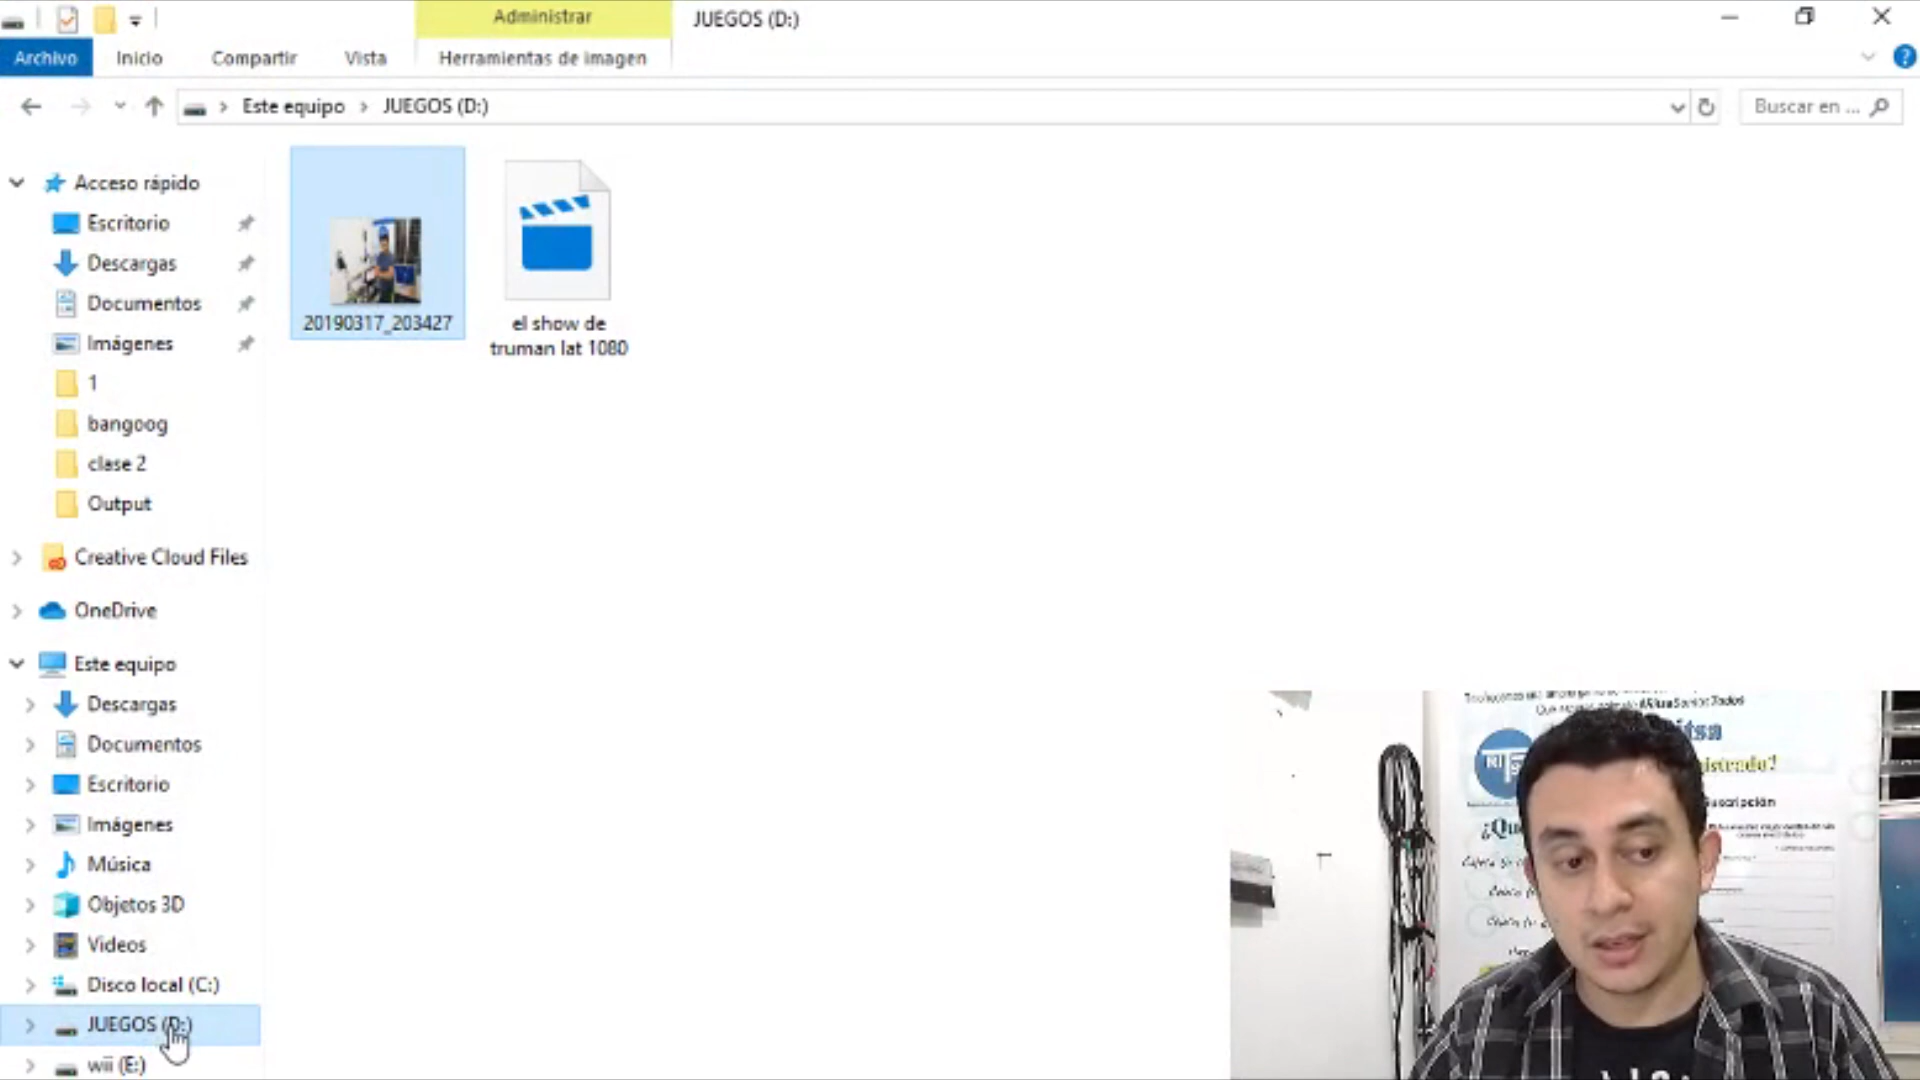 Administrar
JUEGOS (D:)
Archivo
Inicio
Compartir
Vista
Herramientas de imagen
Este equipo
JUEGOS (D:)
Buscar en ...
Acceso rápido
Escritorio
Descargas
Documentos
Imágenes
1
bangoog
clase 2
Output
Creative Cloud Files
OneDrive
Este equipo
Descargas
Documentos
Escritorio
Imágenes
Música
Objetos 3D
Videos
Disco local (C:)
JUEGOS (D:)
wii (E:)
20190317_203427
el show de
truman lat 1080
Somos Todos